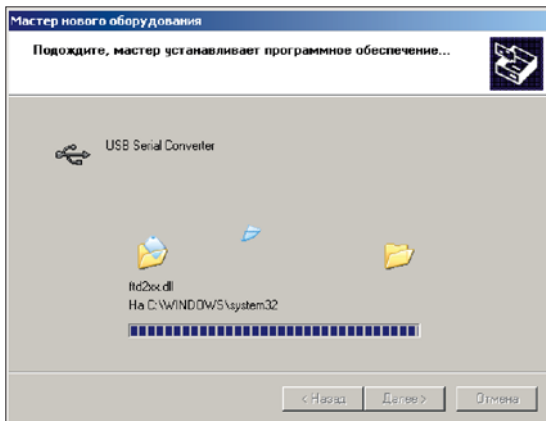 Мастер нового оборудования
Подождите, мастер устанавливает программное обеспечение...
USB Serial Converter
ftd2xx.dll
На C:\WINDOWS\system32
< Назад
Далее >
Отмена